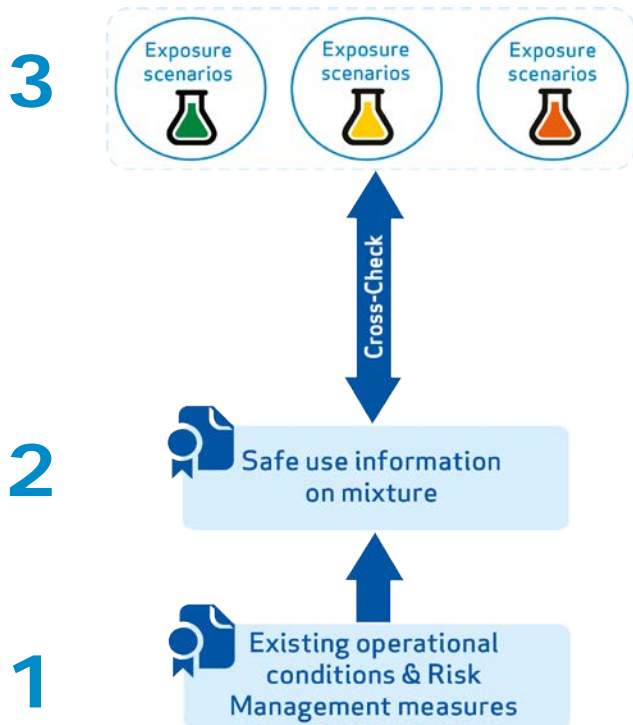 3
Exposure
scenarios
Exposure
scenarios
Exposure
scenarios
Cross-Check
2
Safe use information
on mixture
1
Existing operational
conditions & Risk
Management measures